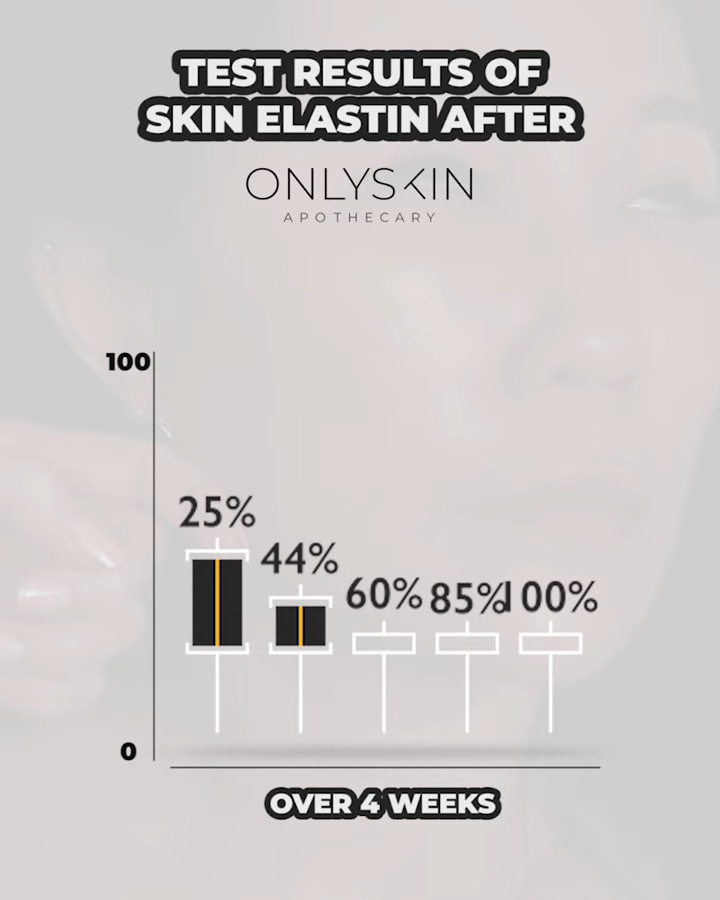 TEST RESULTS OF
SKIN ELASTIN AFTER
ONLYSKIN
APOTHECARY
100
25%
44%
60%
85%
100%
0
OVER 4 WEEKS